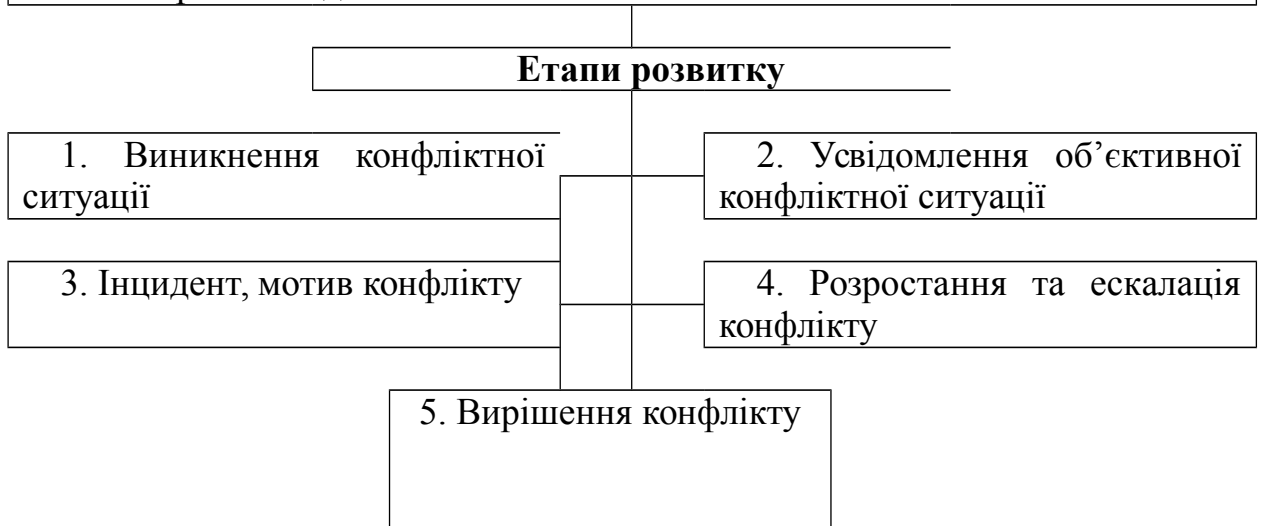 Етапи розвитку
1. Виникнення конфліктної
ситуації
2. Усвідомлення об’єктивної
конфліктної ситуації
3. Інцидент, мотив конфлікту
4. Розростання та ескалація
конфлікту
5. Вирішення конфлікту